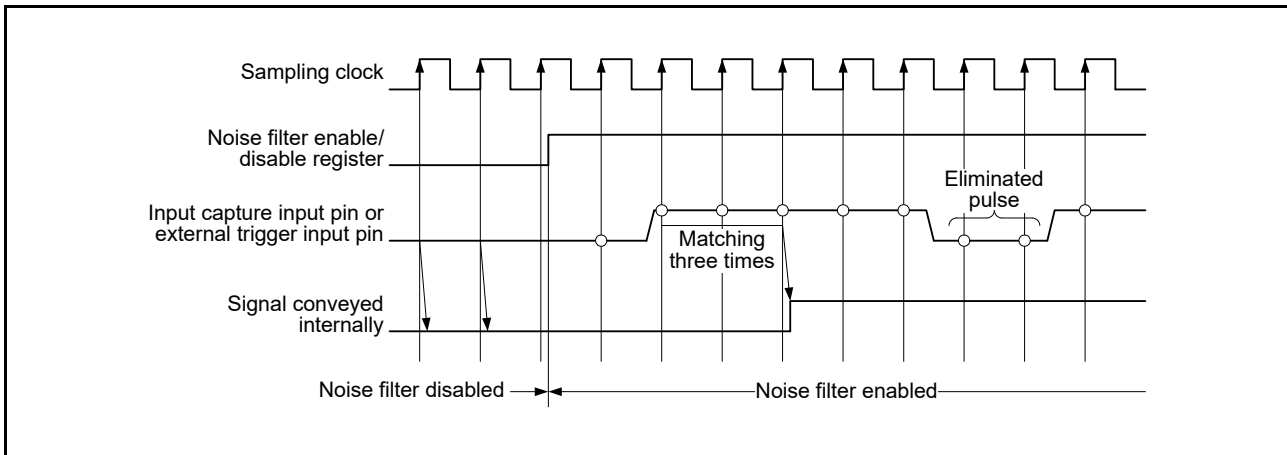 Sampling clock
Noise filter enable/
disable register
Eliminated
pulse
Input capture input pin or
external trigger input pin
Matching
three times
Signal conveyed
internally
Noise filter disabled
Noise filter enabled